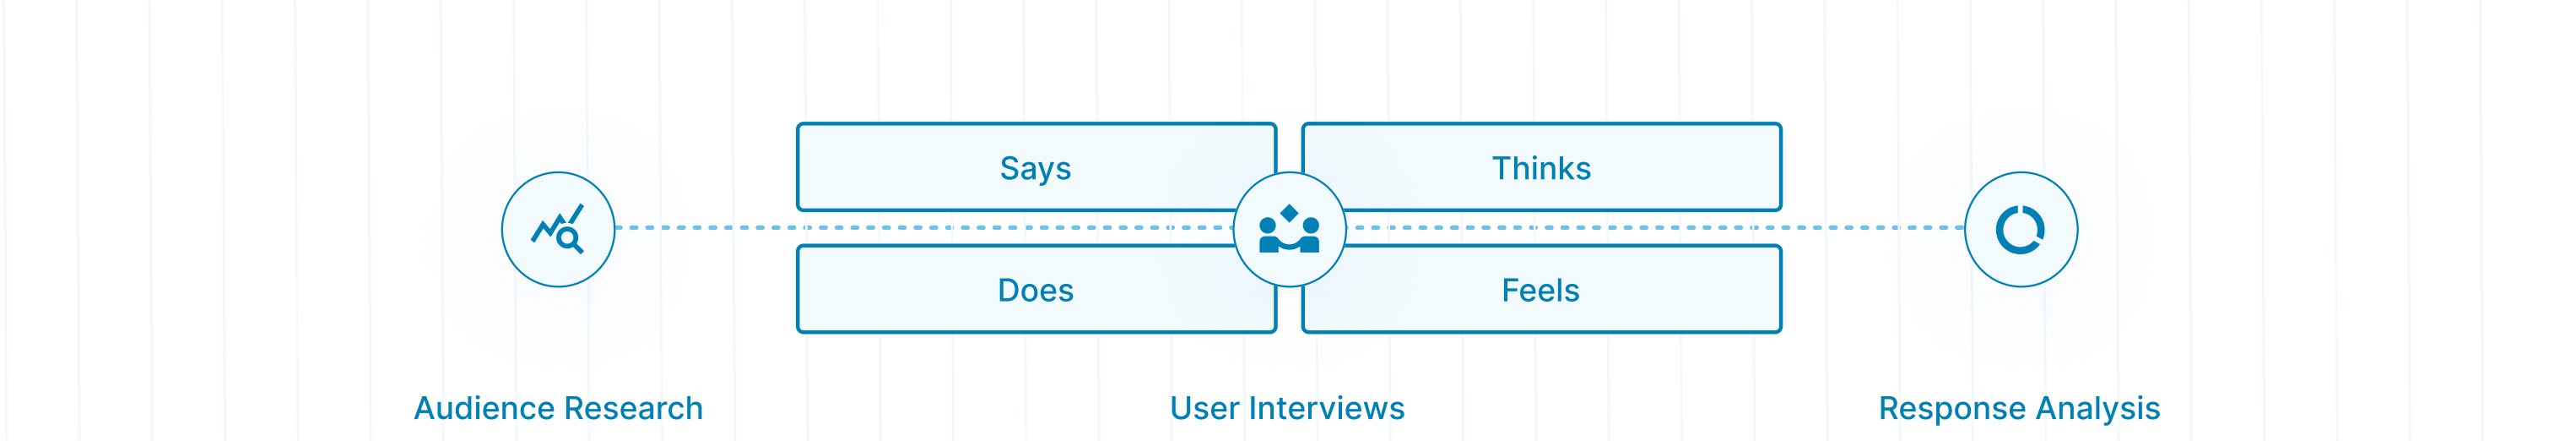 Says
Thinks
Does
Feels
Audience Research
User Interviews
Response Analysis